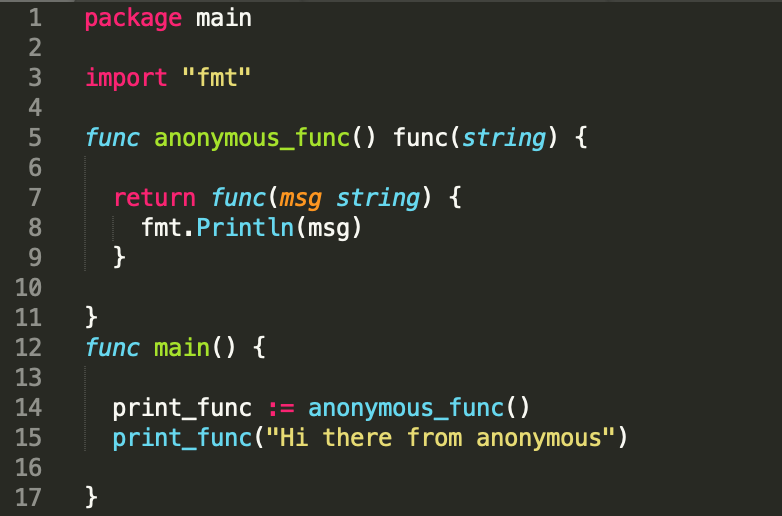 1 package main
2
3 import "fmt"
4
5 func anonymous_func() func(string) {
6
7 return func(msg string) {
8 fmt.Println(msg)
9 }
10
11 }
12 func main() {
13
14 print_func := anonymous_func()
15 print_func("Hi there from anonymous")
16
17 }